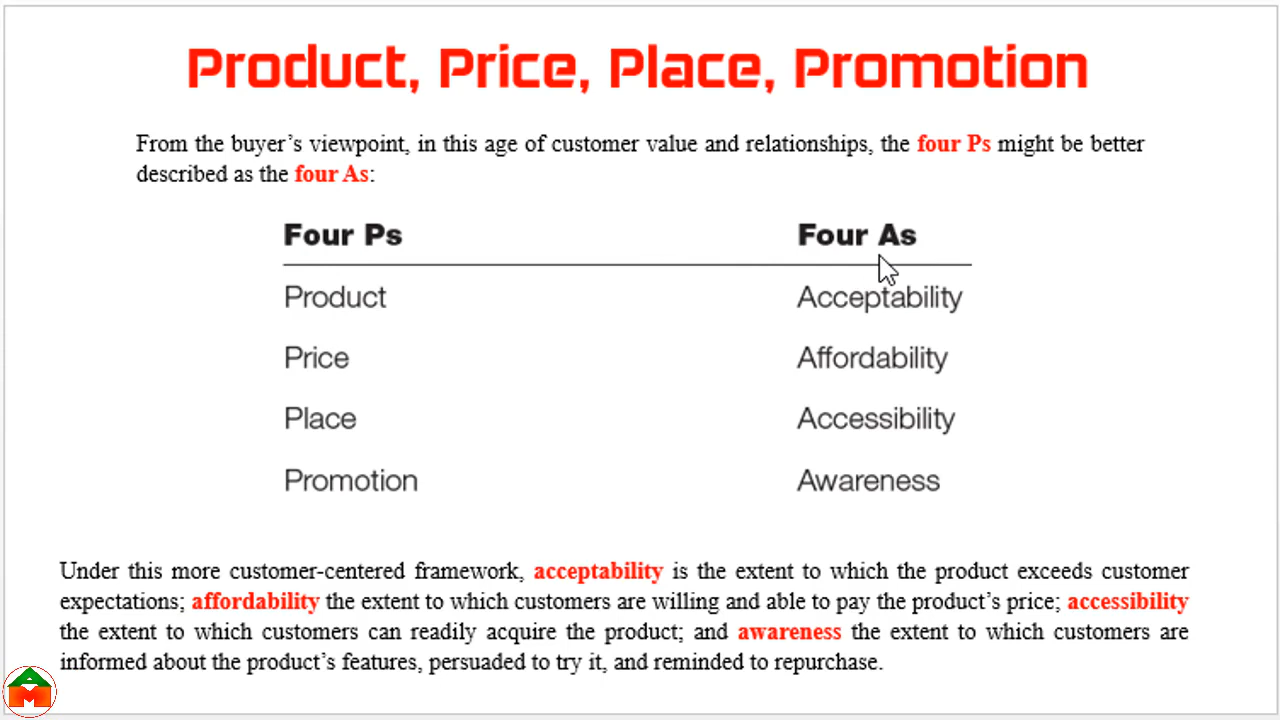 Product, Price, Place, Promotion
From the buyer's viewpoint, in this age of customer value and relationships, the four Ps might be better
described as the four As:
Four Ps Four As
Product Acceptability
Price Affordability
Place Accessibility
Promotion Awareness
Under this more customer-centered framework, acceptability is the extent to which the product exceeds customer
expectations; affordability the extent to which customers are willing and able to pay the product's price; accessibility
the extent to which customers can readily acquire the product; and awareness the extent to which customers are
informed about the product's features, persuaded to try it, and reminded to repurchase.